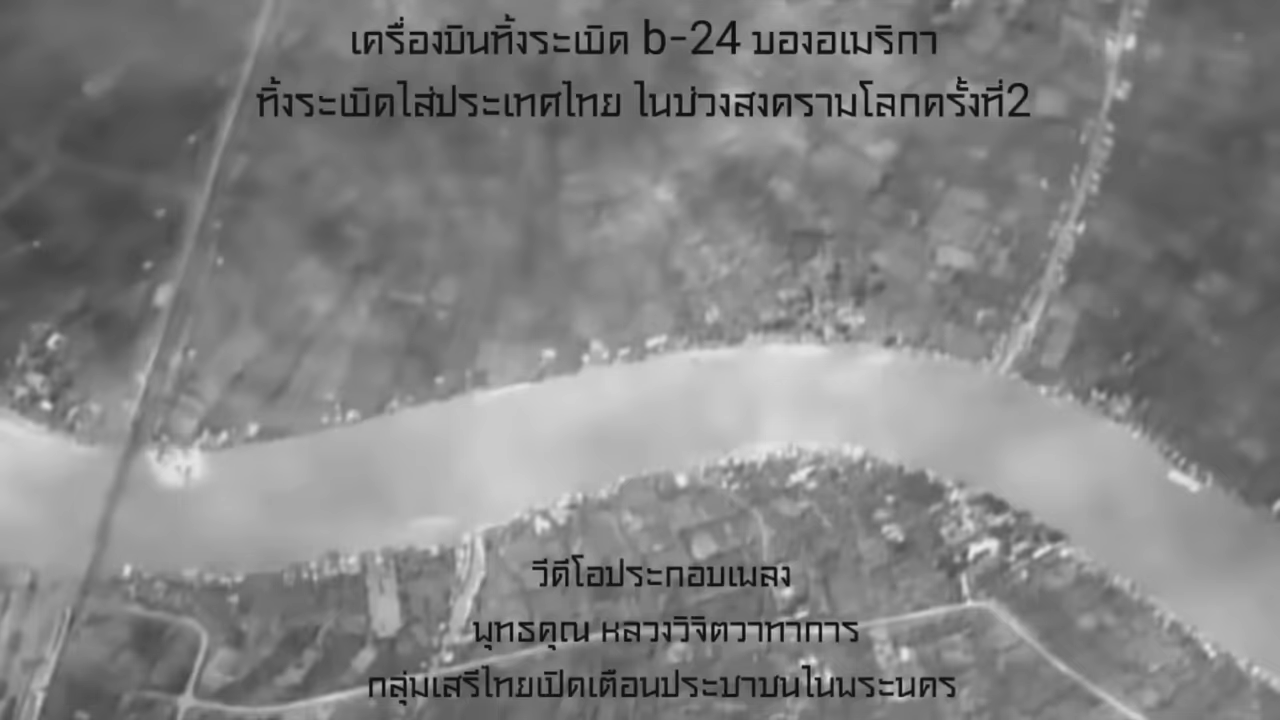 เครื่องบินทิ้งระเบิด b-24 ของอเมริกา
ทิ้งระเบิดใส่ประเทศไทย ในช่วงสงครามโลกครั้งที่2
วีดีโอประกอบเพลง
พุทธคุณ หลวงวิจิตวาทาการ
กลุ่มเสรีไทยเปิดเตือนประชาชนในพระนคร